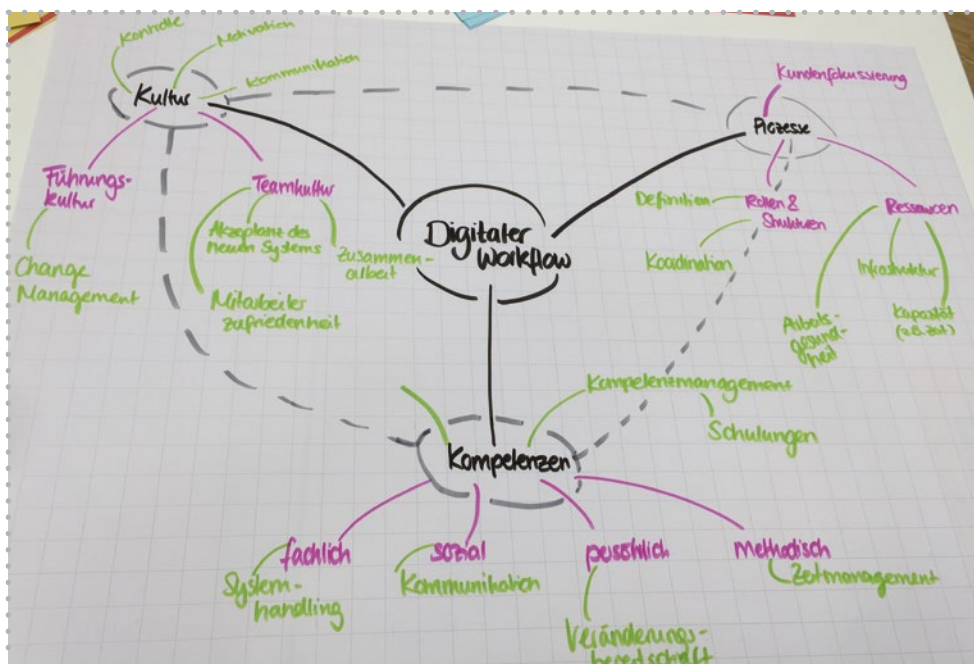 Kontrolle
Motivation
Kommunikation
Kultur
Kundenfokussierung
Prozesse
Führungs-
kultur
Change
Management
Teamkultur
Akzeptanz des
neuen Systems
Zusammen-
arbeit
Mitarbeiter
zufriedenheit
Digitaler
Workflow
Definition
Rollen &
Strukturen
Koordination
Ressourcen
Infrastruktur
Kapazität
(z.B. Zeit)
Arbeits-
gesund-
heit
Kompetenzmanagement
Schulungen
Kompetenzen
fachlich
System-
handling
sozial
Kommunikation
persönlich
Veränderungs-
bereitschaft
Methodisch
Zeitmanagement